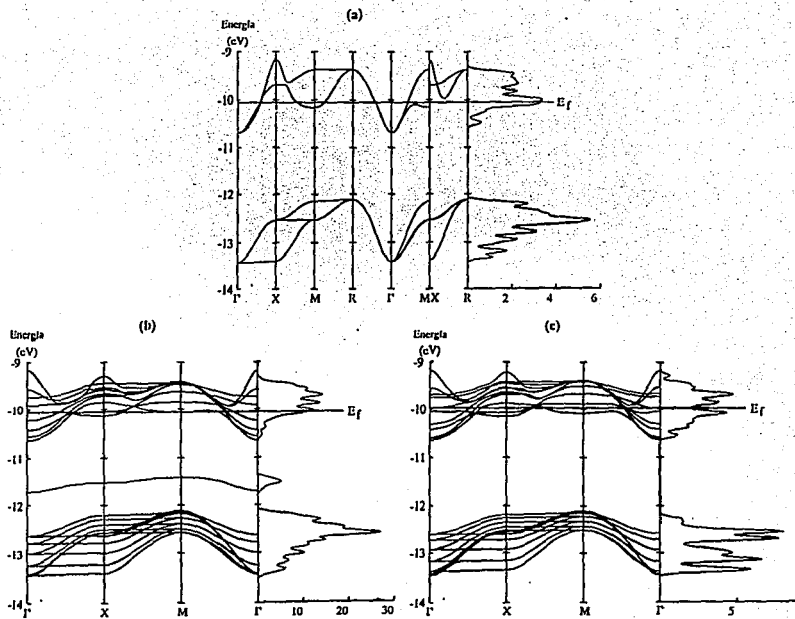 (a)
Energía
(eV)
-9
-10
-11
-12
-13
-14
E_f
Γ X M R Γ MX R 2 4 6
(b)
Energía
(eV)
-9
-10
-11
-12
-13
-14
E_f
Γ X M Γ 10 20 30
(c)
Energía
(eV)
-9
-10
-11
-12
-13
-14
E_f
Γ X M Γ 5